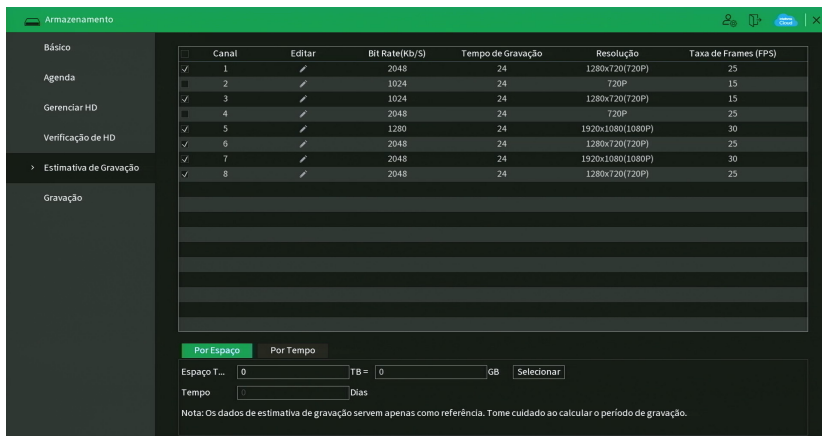 Armazenamento
Cloud
Básico
Agenda
Gerenciar HD
Verificação de HD
> Estimativa de Gravação
Gravação
Canal Editar Bit Rate(Kb/S) Tempo de Gravação Resolução Taxa de Frames (FPS)
1 2048 24 1280x720(720P) 25
2 1024 24 720P 15
3 1024 24 1280x720(720P) 15
4 2048 24 720P 25
5 1280 24 1920x1080(1080P) 30
6 2048 24 1280x720(720P) 25
7 2048 24 1920x1080(1080P) 30
8 2048 24 1280x720(720P) 25
Por Espaço Por Tempo
Espaço T... 0 TB = 0 GB Selecionar
Tempo 0 Dias
Nota: Os dados de estimativa de gravação servem apenas como referência. Tome cuidado ao calcular o período de gravação.